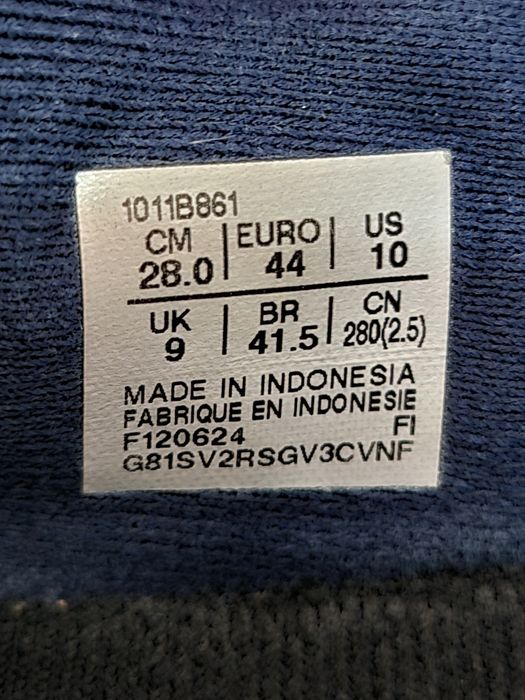 1011B861
CM | EURO | US
28.0 | 44 | 10
UK | BR | CN
9 | 41.5 | 280(2.5)
MADE IN INDONESIA
FABRIQUE EN INDONESIE
F120624 FI
G81SV2RSGV3CVNF